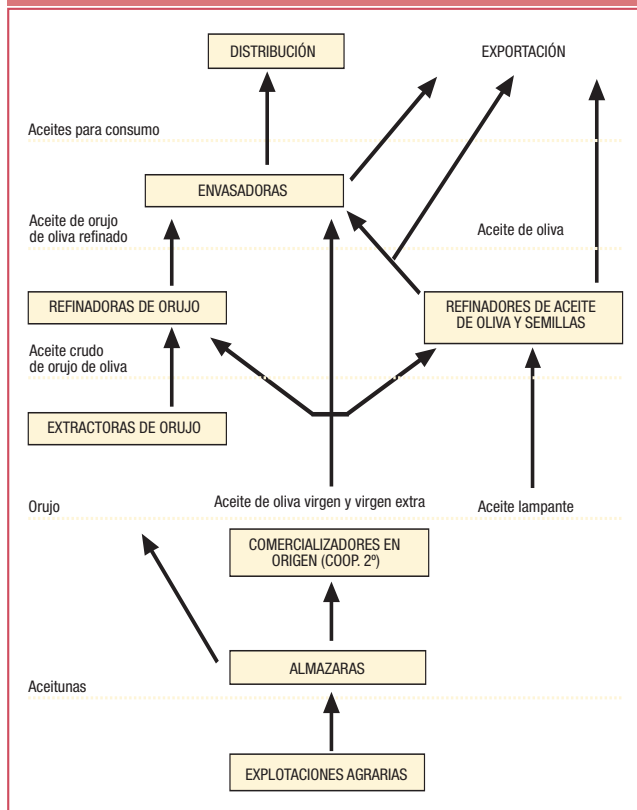 DISTRIBUCIÓN
EXPORTACIÓN
Aceites para consumo
ENVASADORAS
Aceite de orujo
de oliva refinado
Aceite de oliva
REFINADORAS DE ORUJO
REFINADORES DE ACEITE
DE OLIVA Y SEMILLAS
Aceite crudo
de orujo de oliva
EXTRACTORAS DE ORUJO
Orujo
Aceite de oliva virgen y virgen extra
Aceite lampante
COMERCIALIZADORES EN
ORIGEN (COOP. 2º)
ALMAZARAS
Aceitunas
EXPLOTACIONES AGRARIAS